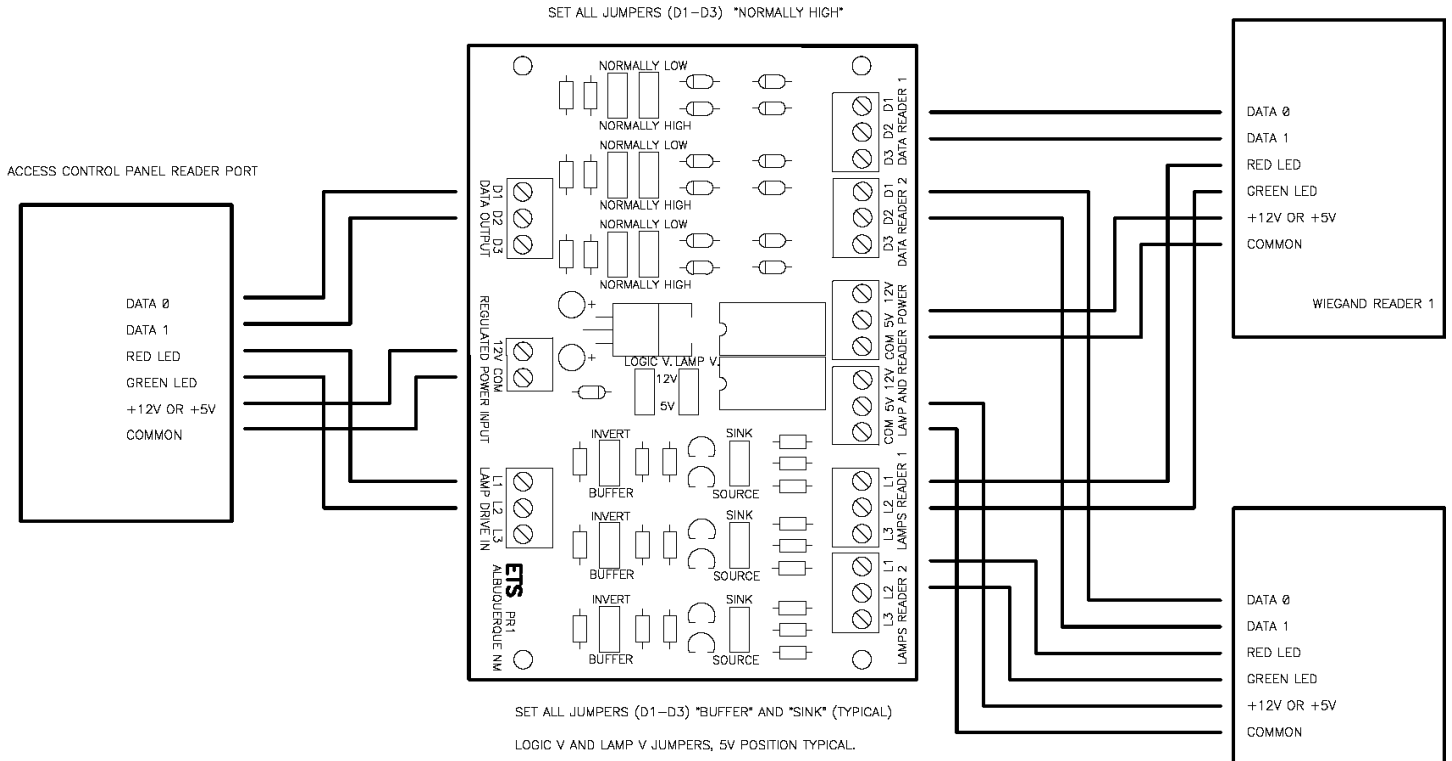 SET ALL JUMPERS (D1-D3) "NORMALLY HIGH"
ACCESS CONTROL PANEL READER PORT
DATA 0
DATA 1
RED LED
GREEN LED
+12V OR +5V
COMMON
NORMALLY LOW
NORMALLY HIGH
NORMALLY LOW
NORMALLY HIGH
NORMALLY LOW
NORMALLY HIGH
D1
D2
D3
DATA OUTPUT
12V
COM
REGULATED POWER INPUT
L1
L2
L3
LAMP DRIVE IN
+
+
LOGIC V. LAMP V.
12V
5V
INVERT
BUFFER
SINK
SOURCE
INVERT
BUFFER
SINK
SOURCE
INVERT
BUFFER
SINK
SOURCE
ETS PR1
ALBUQUERQUE NM
D1
D2
D3
DATA READER 1
D1
D2
D3
DATA READER 2
COM 5V 12V
COM 5V 12V
LAMP AND READER POWER
L1
L2
L3
LAMPS READER 1
L1
L2
L3
LAMPS READER 2
DATA 0
DATA 1
RED LED
GREEN LED
+12V OR +5V
COMMON
WIEGAND READER 1
DATA 0
DATA 1
RED LED
GREEN LED
+12V OR +5V
COMMON
SET ALL JUMPERS (D1-D3) "BUFFER" AND "SINK" (TYPICAL)
LOGIC V AND LAMP V JUMPERS, 5V POSITION TYPICAL.